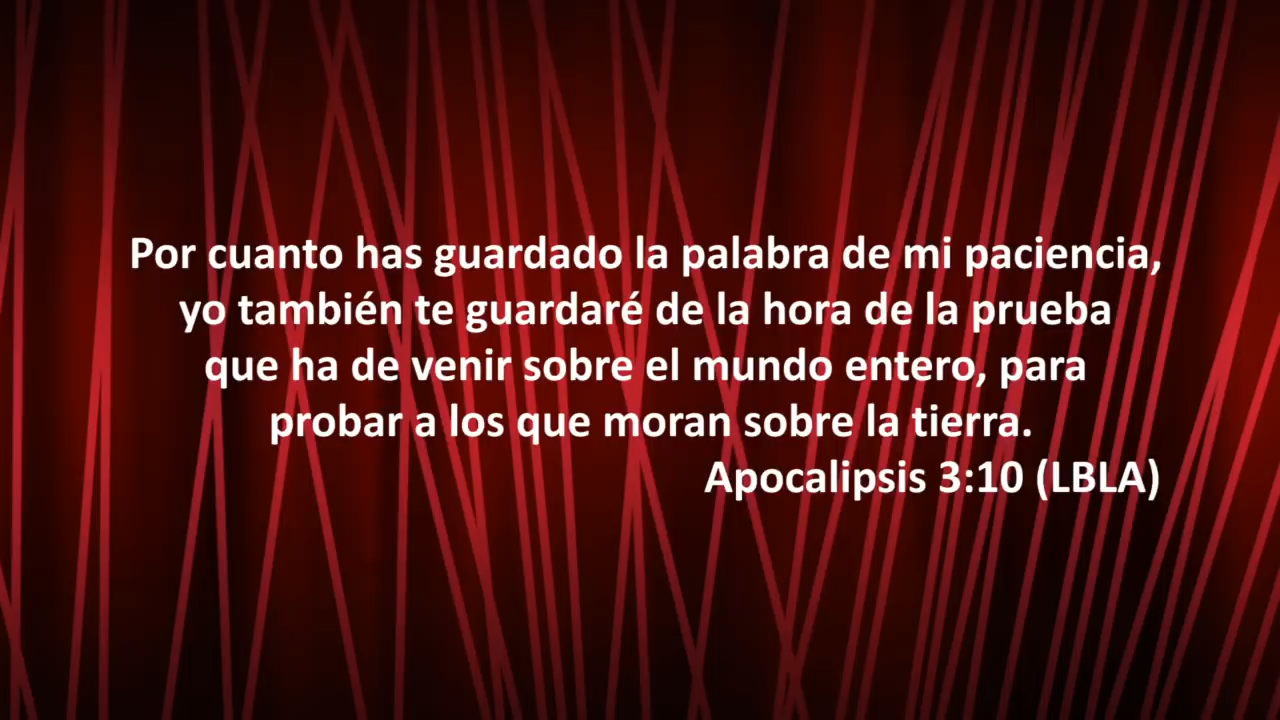 Por cuanto has guardado la palabra de mi paciencia,
yo también te guardaré de la hora de la prueba
que ha de venir sobre el mundo entero, para
probar a los que moran sobre la tierra.
Apocalipsis 3:10 (LBLA)